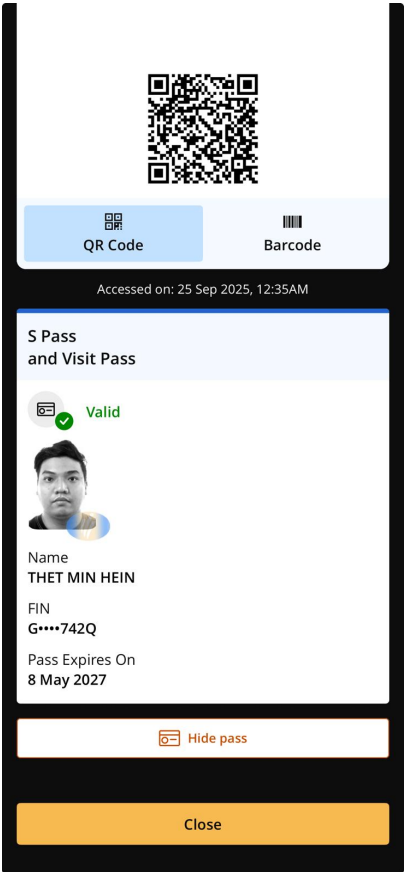 QR Code
Barcode
Accessed on: 25 Sep 2025, 12:35AM
S Pass
and Visit Pass
Valid
Name
THET MIN HEIN
FIN
G••••742Q
Pass Expires On
8 May 2027
Hide pass
Close